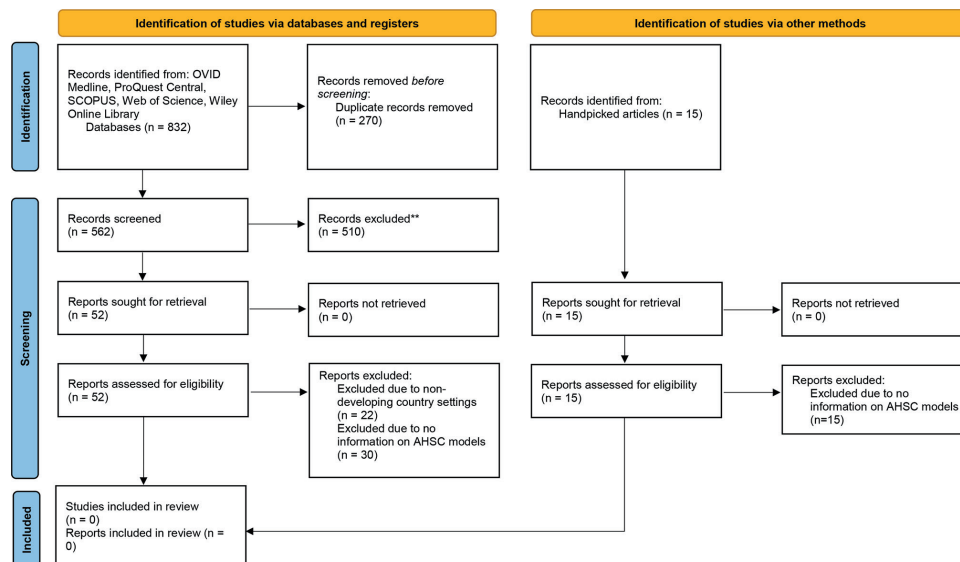 Identification of studies via databases and registers
Identification of studies via other methods
Identification
Records identified from: OVID
Medline, ProQuest Central,
SCOPUS, Web of Science, Wiley
Online Library
Databases (n = 832)
Records removed before
screening:
Duplicate records removed
(n = 270)
Records identified from:
Handpicked articles (n = 15)
Screening
Records screened
(n = 562)
Records excluded**
(n = 510)
Reports sought for retrieval
(n = 52)
Reports not retrieved
(n = 0)
Reports sought for retrieval
(n = 15)
Reports not retrieved
(n = 0)
Reports assessed for eligibility
(n = 52)
Reports excluded:
Excluded due to non-
developing country settings
(n = 22)
Excluded due to no
information on AHSC models
(n = 30)
Reports assessed for eligibility
(n = 15)
Reports excluded:
Excluded due to no
information on AHSC models
(n=15)
Included
Studies included in review
(n = 0)
Reports included in review (n =
0)